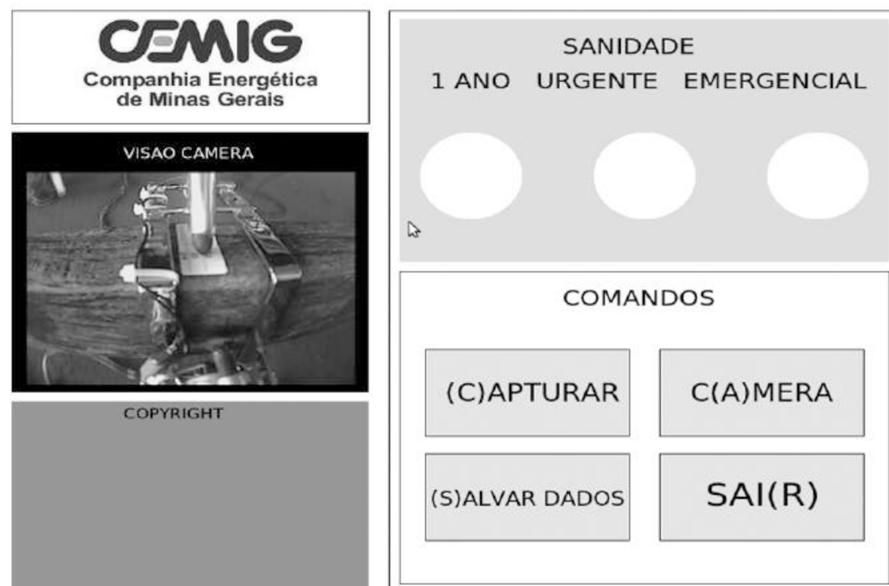 CEMIG
Companhia Energética
de Minas Gerais
VISAO CAMERA
COPYRIGHT
SANIDADE
1 ANO URGENTE EMERGENCIAL
COMANDOS
(C)APTURAR C(A)MERA
(S)ALVAR DADOS SAI(R)